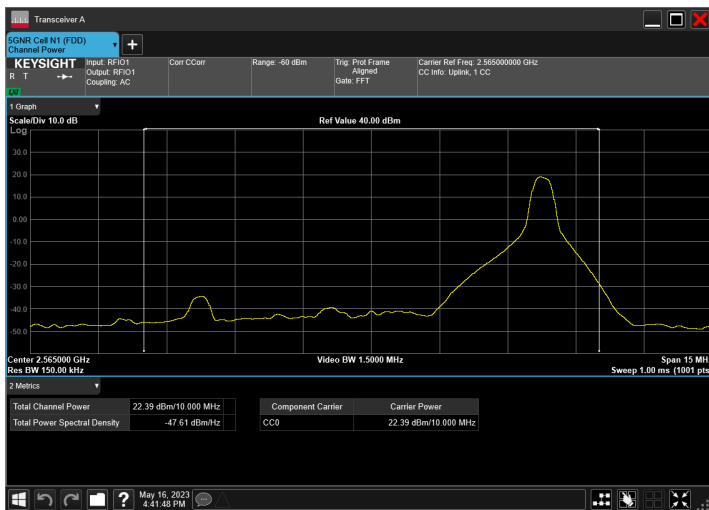 Transceiver A
5GNR Cell N1 (FDD)
Channel Power
KEYSIGHT
R T
LXI
Input: RFIO1
Output: RFIO1
Coupling: AC
Corr CCorr
Range: -60 dBm
Trig: Prot Frame
Aligned
Gate: FFT
Carrier Ref Freq: 2.565000000 GHz
CC Info: Uplink, 1 CC
1 Graph
Scale/Div 10.0 dB
Ref Value 40.00 dBm
Log
30.0
20.0
10.0
0.00
-10.0
-20.0
-30.0
-40.0
-50.0
Center 2.565000 GHz
Video BW 1.5000 MHz
Span 15 MH
Res BW 150.00 kHz
Sweep 1.00 ms (1001 pts
2 Metrics
Total Channel Power 22.39 dBm/10.000 MHz
Total Power Spectral Density -47.61 dBm/Hz
Component Carrier Carrier Power
CC0 22.39 dBm/10.000 MHz
? May 16, 2023
4:41:48 PM